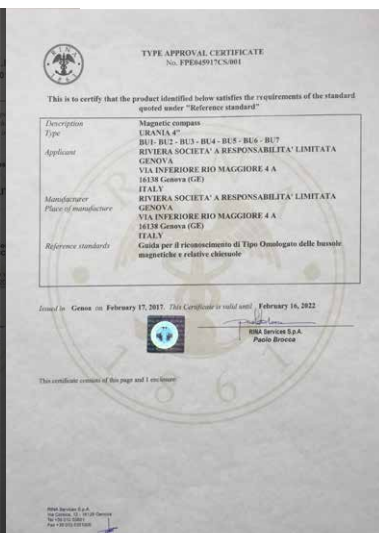 RINA
TYPE APPROVAL CERTIFICATE
No. FPE045917CS/001
This is to certify that the product identified below satisfies the requirements of the standard
quoted under "Reference standard"
Description Magnetic compass
Type URANIA 4"
BU1- BU2 - BU3 - BU4 - BU5 - BU6 - BU7
Applicant RIVIERA SOCIETA' A RESPONSABILITA' LIMITATA
GENOVA
VIA INFERIORE RIO MAGGIORE 4 A
16138 Genova (GE)
ITALY
Manufacturer RIVIERA SOCIETA' A RESPONSABILITA' LIMITATA
Place of manufacture GENOVA
VIA INFERIORE RIO MAGGIORE 4 A
16138 Genova (GE)
ITALY
Reference standards Guida per il riconoscimento di Tipo Omologato delle bussole
magnetiche e relative chiesuole
Issued in Genoa on February 17, 2017. This Certificate is valid until February 16, 2022
RINA Services S.p.A.
Paolo Brocca
This certificate consists of this page and 1 enclosure
RINA Services S.p.A.